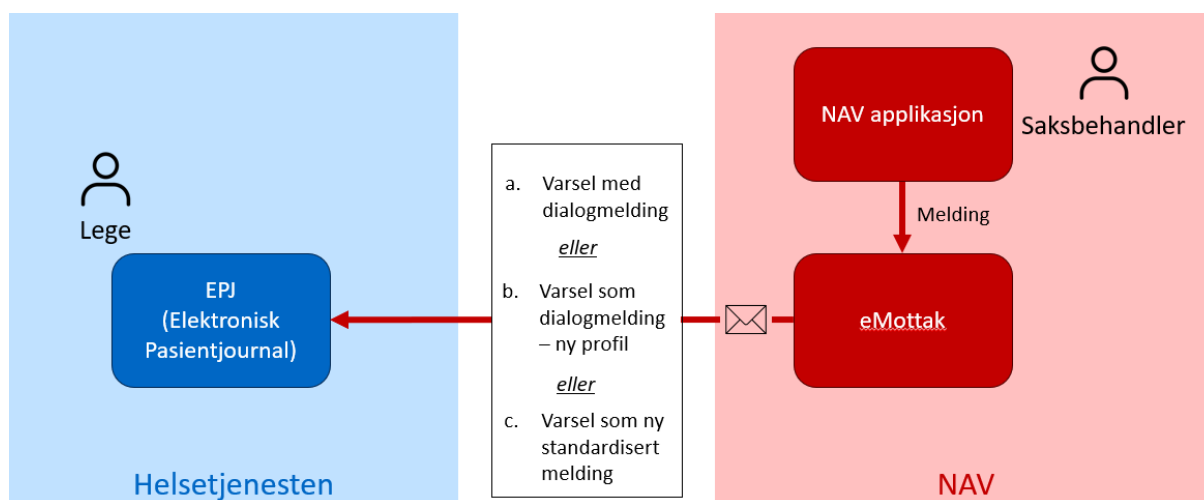 NAV applikasjon
Saksbehandler
Melding
eMottak
a. Varsel med
dialogmelding
eller
b. Varsel som
dialogmelding
– ny profil
eller
c. Varsel som ny
standardisert
melding
Lege
EPJ
(Elektronisk
Pasientjournal)
Helsetjenesten
NAV